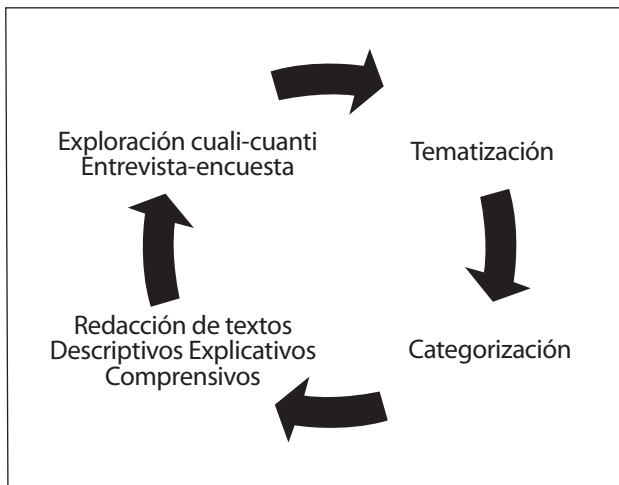 Exploración cuali-cuanti
Entrevista-encuesta
Tematización
Categorización
Redacción de textos
Descriptivos Explicativos
Comprensivos